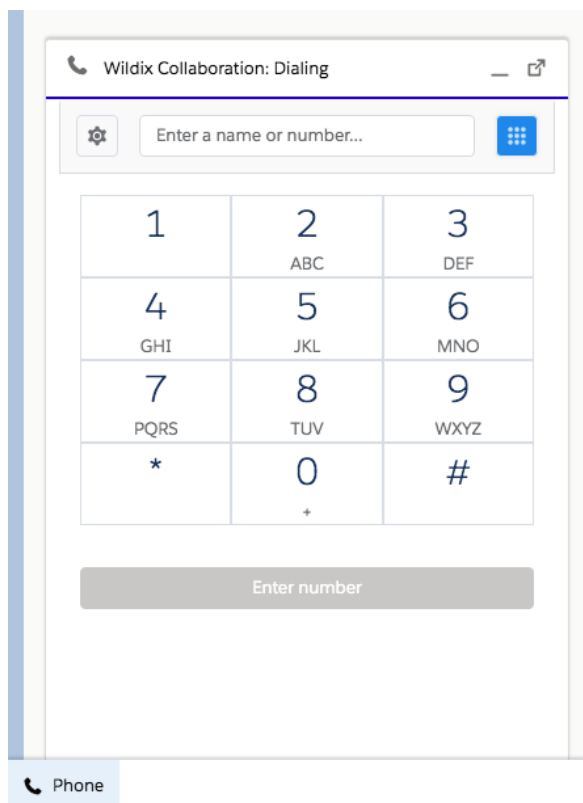 Wildix Collaboration: Dialing
Enter a name or number...
1 2 3
ABC DEF
4 5 6
GHI JKL MNO
7 8 9
PQRS TUV WXYZ
* 0 #
+
Enter number
Phone